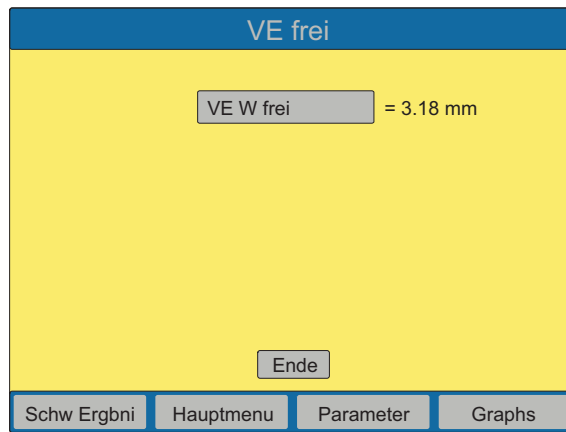 VE frei
VE W frei = 3.18 mm
Ende
Schw Ergbni Hauptmenu Parameter Graphs